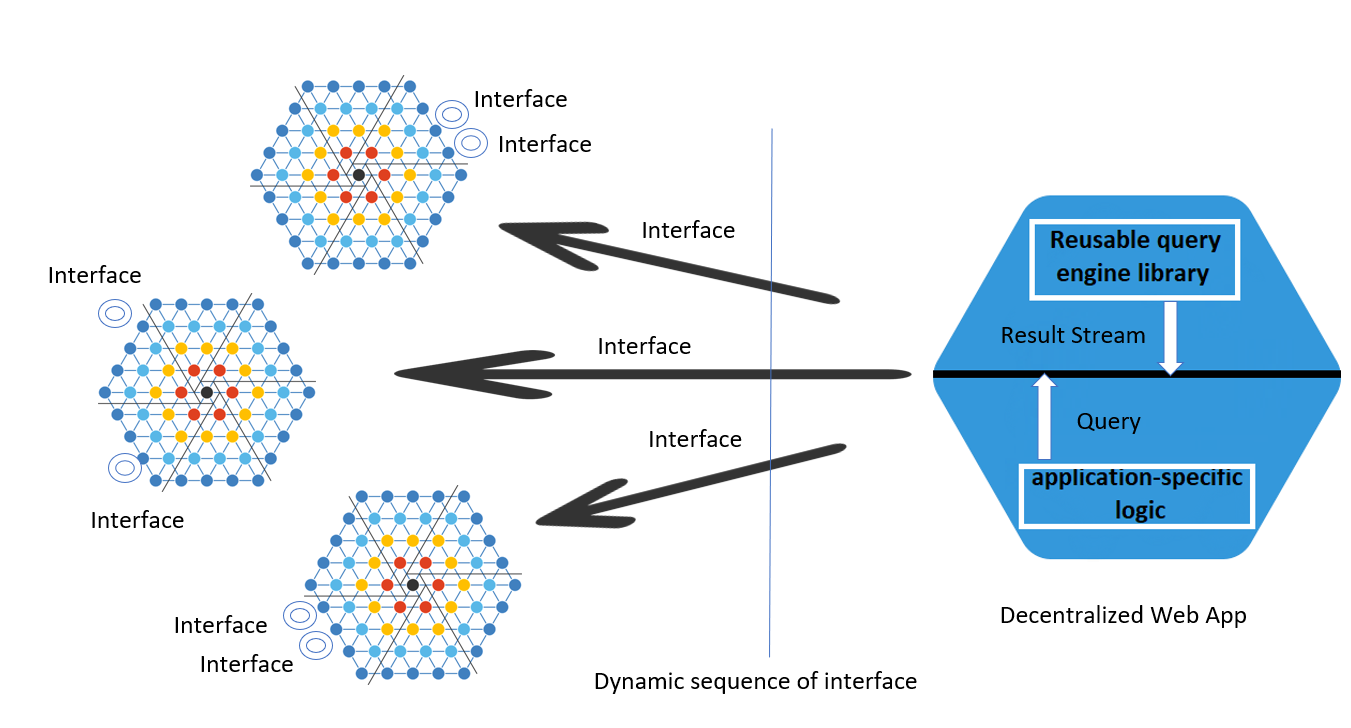 Interface
Interface
Interface
Interface
Interface
Interface
Interface
Interface
Interface
Dynamic sequence of interface
Reusable query
engine library
Result Stream
Query
application-specific
logic
Decentralized Web App